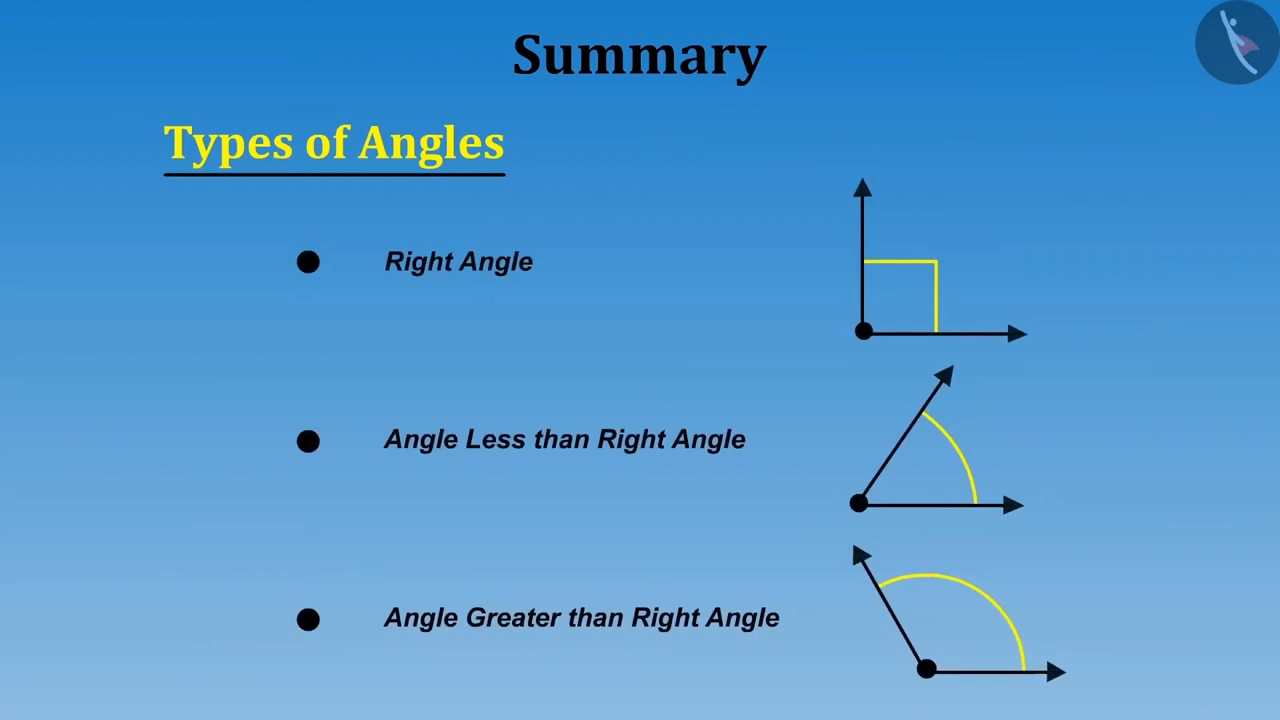 Summary
Types of Angles
Right Angle
Angle Less than Right Angle
Angle Greater than Right Angle